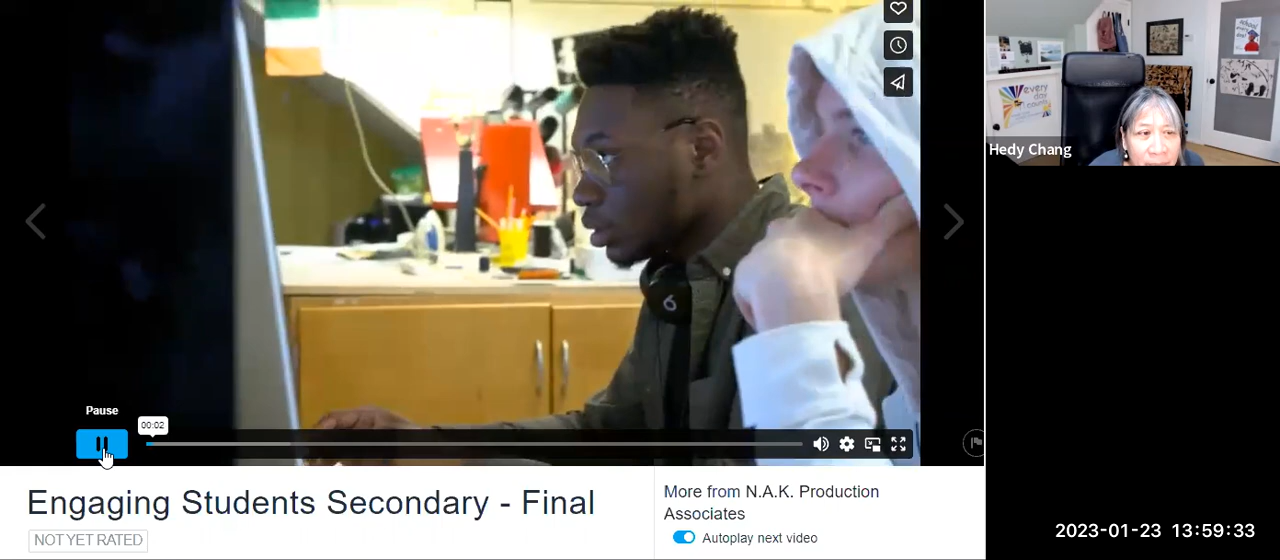 Pause
00:02
Engaging Students Secondary - Final
NOT YET RATED
More from N.A.K. Production
Associates
Autoplay next video
every
day
counts
Hedy Chang
2023-01-23 13:59:33